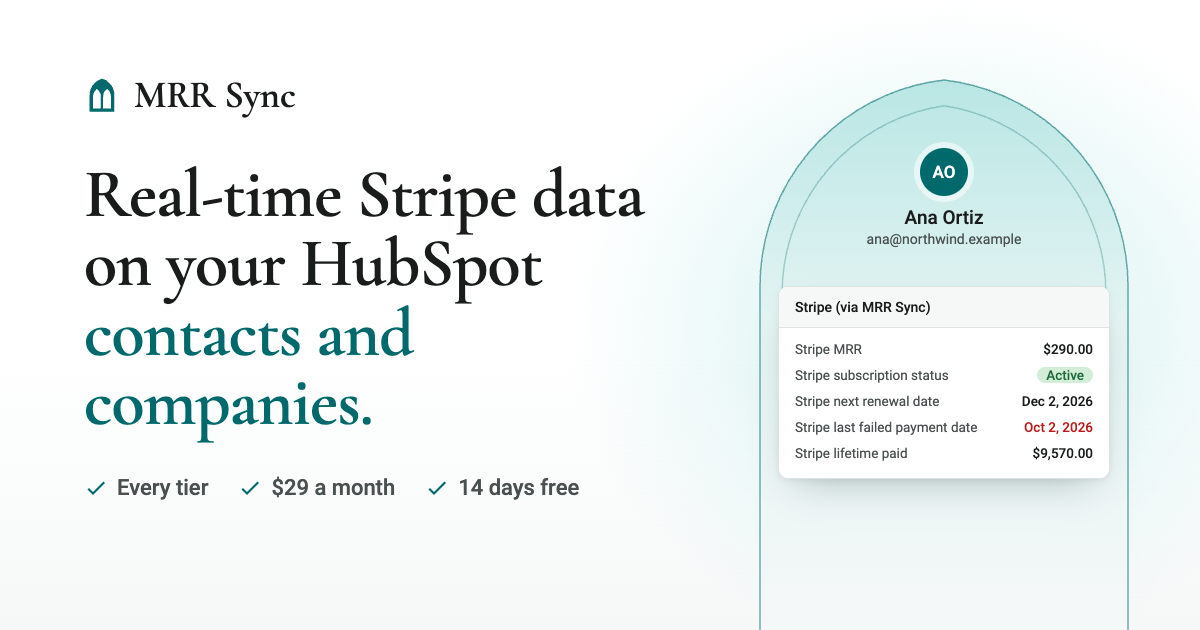 MRR Sync
Real-time Stripe data
on your HubSpot
contacts and
companies.
Every tier
$29 a month
14 days free
AO
Ana Ortiz
ana@northwind.example
Stripe (via MRR Sync)
Stripe MRR $290.00
Stripe subscription status Active
Stripe next renewal date Dec 2, 2026
Stripe last failed payment date Oct 2, 2026
Stripe lifetime paid $9,570.00